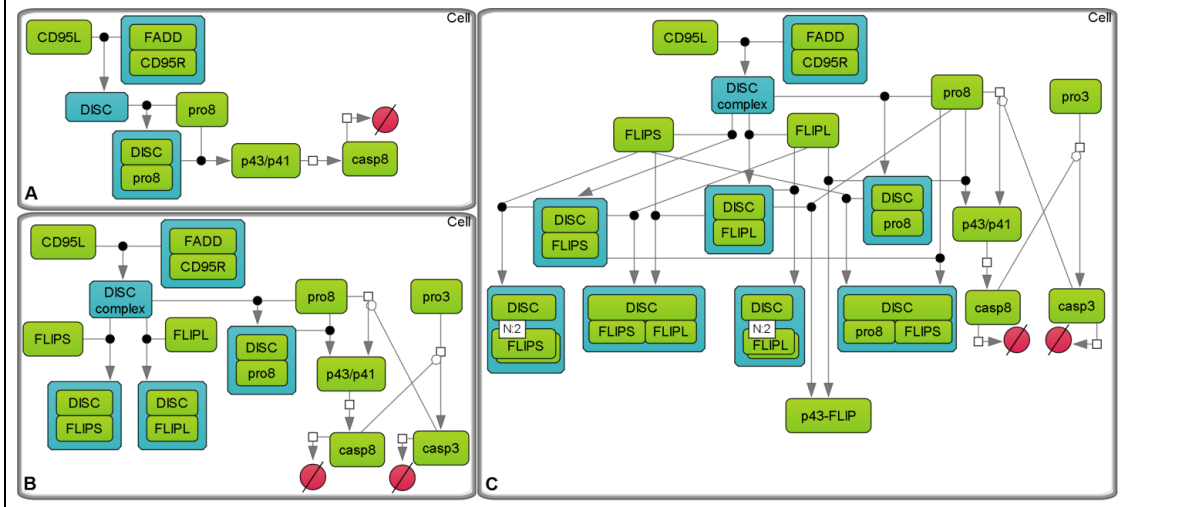 Cell
CD95L
FADD
CD95R
DISC
pro8
DISC
pro8
p43/p41
casp8
A
Cell
CD95L
FADD
CD95R
DISC
complex
pro8
pro3
FLIPS
FLIPL
DISC
pro8
p43/p41
DISC
FLIPS
DISC
FLIPL
casp8
casp3
B
Cell
CD95L
FADD
CD95R
DISC
complex
pro8
pro3
FLIPS
FLIPL
DISC
FLIPS
DISC
FLIPL
DISC
pro8
p43/p41
DISC
N:2
FLIPS
DISC
FLIPS FLIPL
DISC
N:2
FLIPL
DISC
pro8 FLIPS
casp8
casp3
p43-FLIP
C